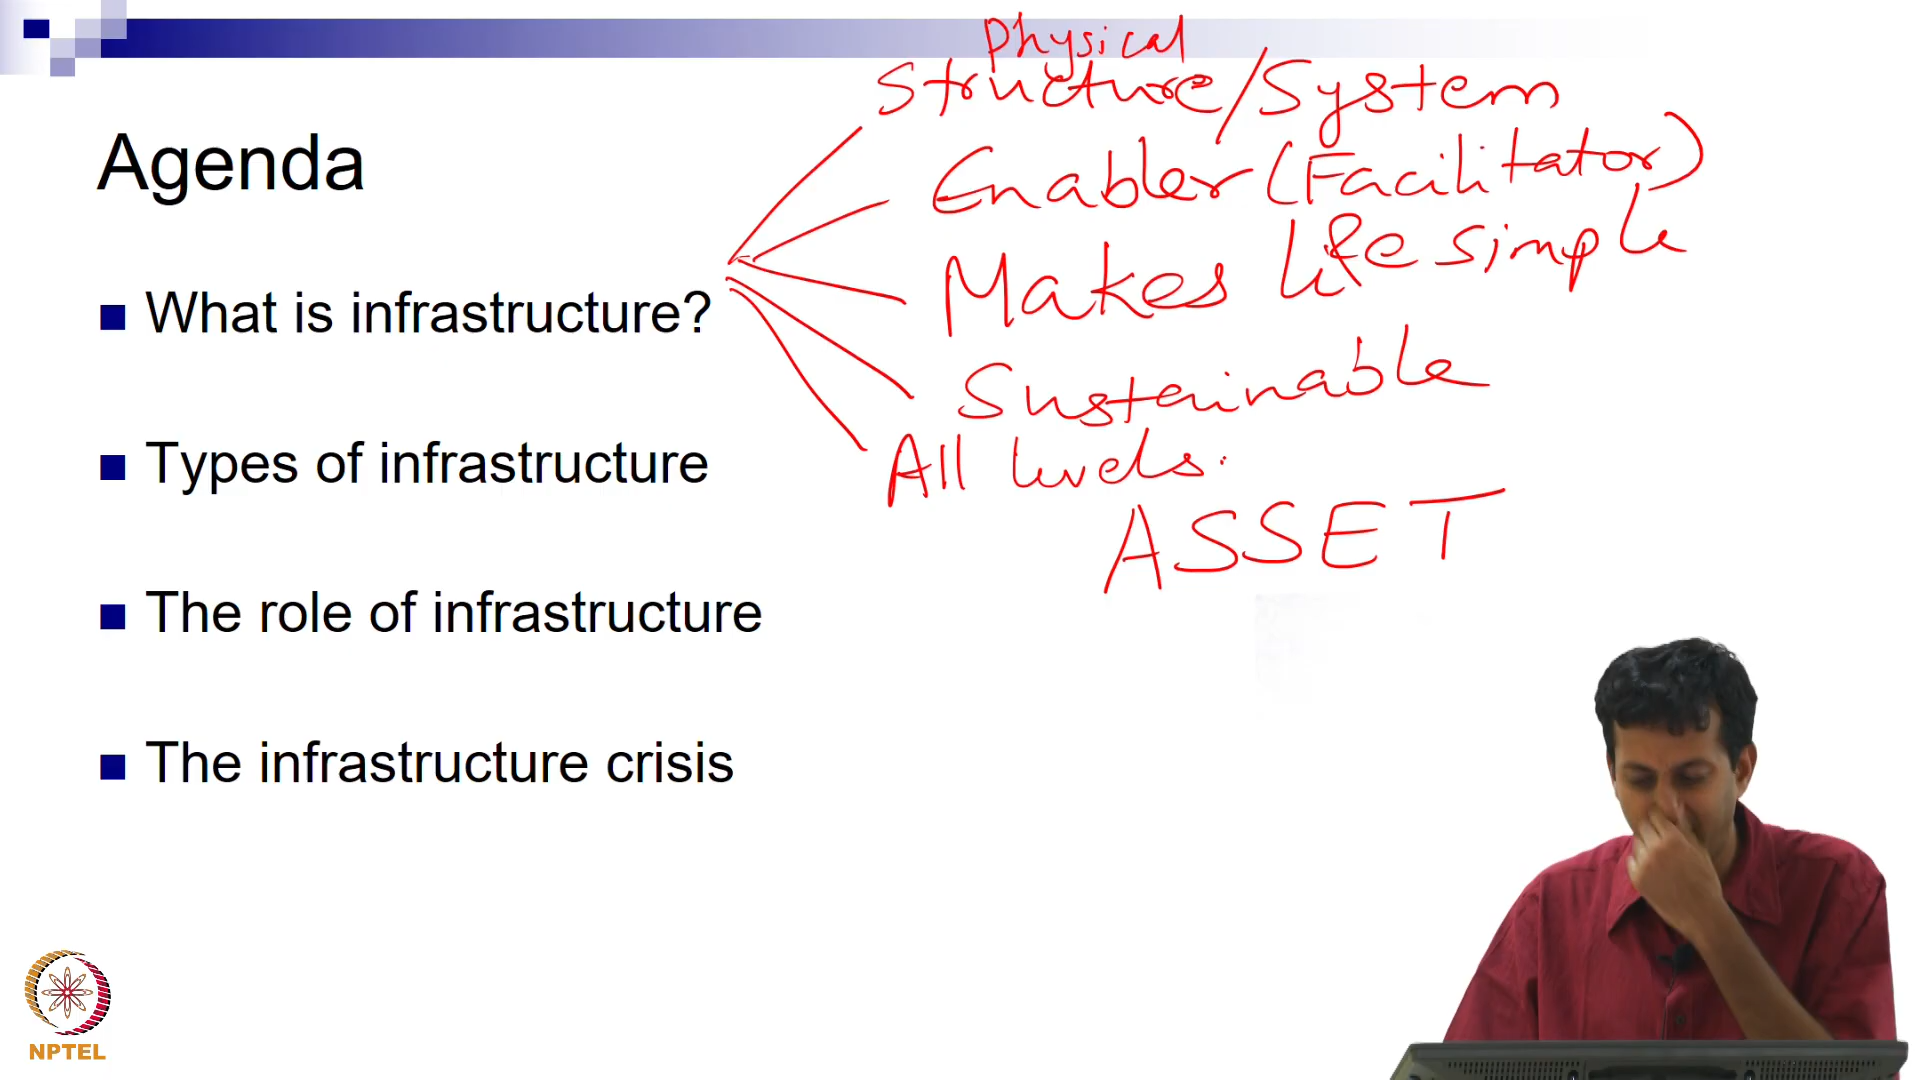 Physical
Structure/System
Agenda
Enabler (Facilitator)
What is infrastructure?
Makes life simple
Sustainable
Types of infrastructure
All levels.
ASSET
The role of infrastructure
The infrastructure crisis
NPTEL